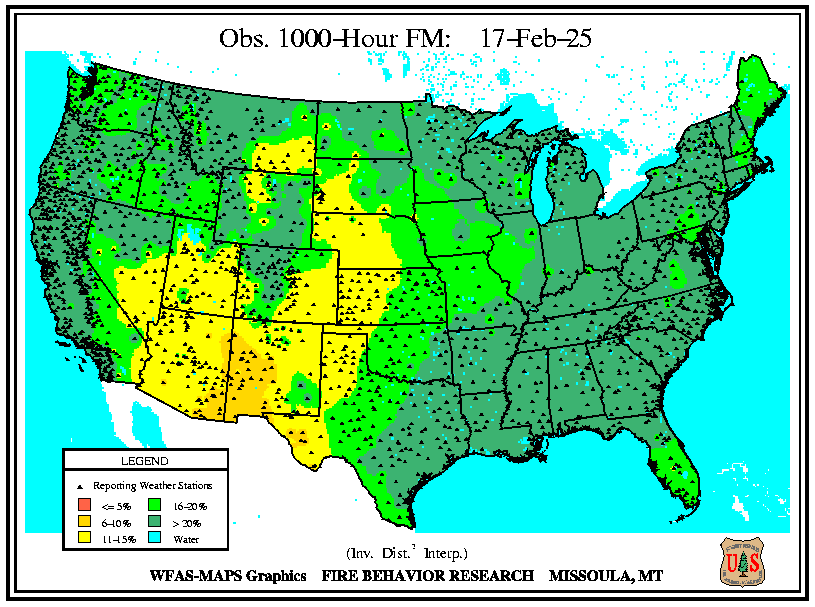 Obs. 1000-Hour FM: 17-Feb-25
LEGEND
Reporting Weather Stations
<= 5% 16-20%
6-10% > 20%
11-15% Water
(Inv. Dist.² Interp.)
WFAS-MAPS Graphics FIRE BEHAVIOR RESEARCH MISSOULA, MT
U S